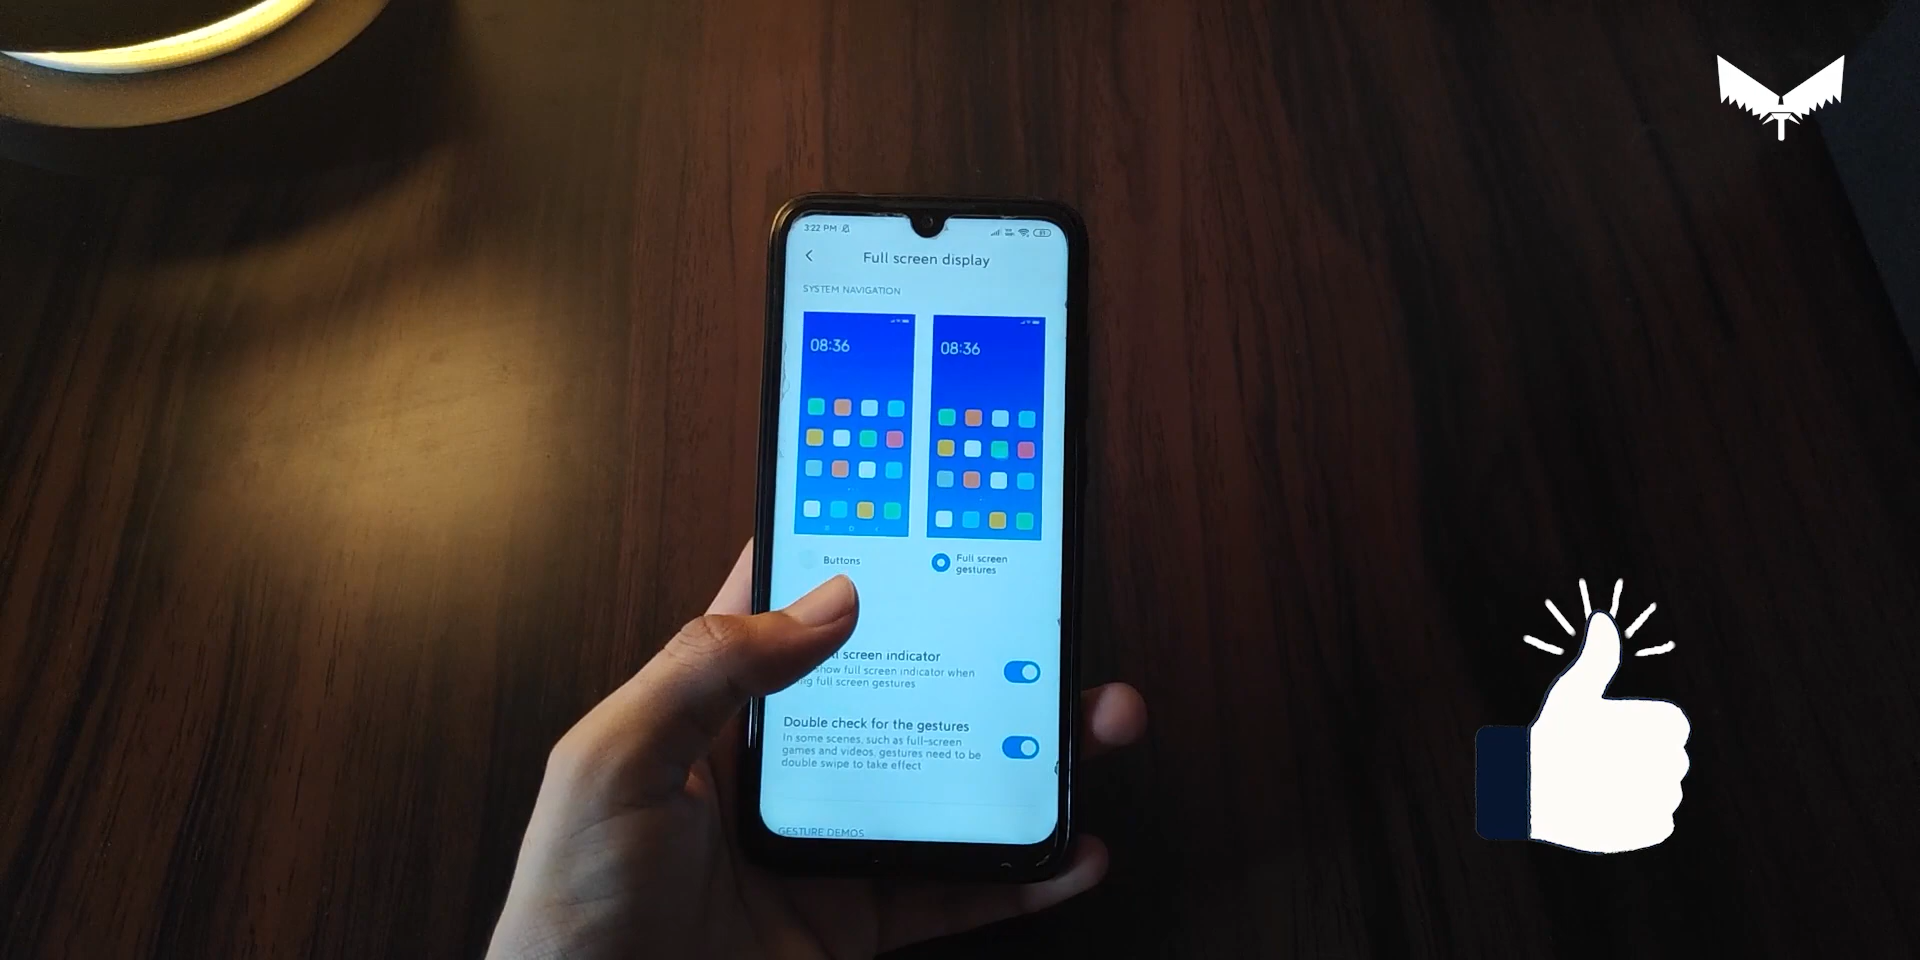 3:22 PM
Full screen display
SYSTEM NAVIGATION
08:36
08:36
Buttons
Full screen
gestures
screen indicator
show full screen indicator when
full screen gestures
Double check for the gestures
In some scenes, such as full-screen
games and videos, gestures need to be
double swipe to take effect
GESTURE DEMOS